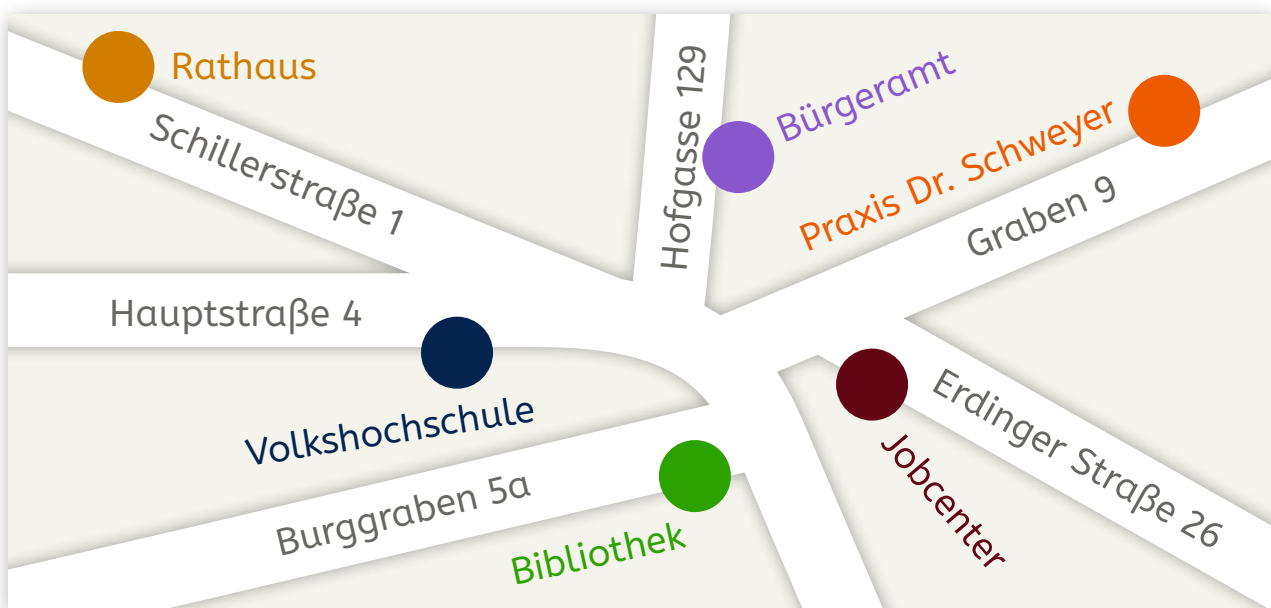 Rathaus
Schillerstraße 1
Hofgasse 129
Bürgeramt
Praxis Dr. Schweyer
Graben 9
Hauptstraße 4
Volkshochschule
Burggraben 5a
Bibliothek
Erdinger Straße 26
Jobcenter